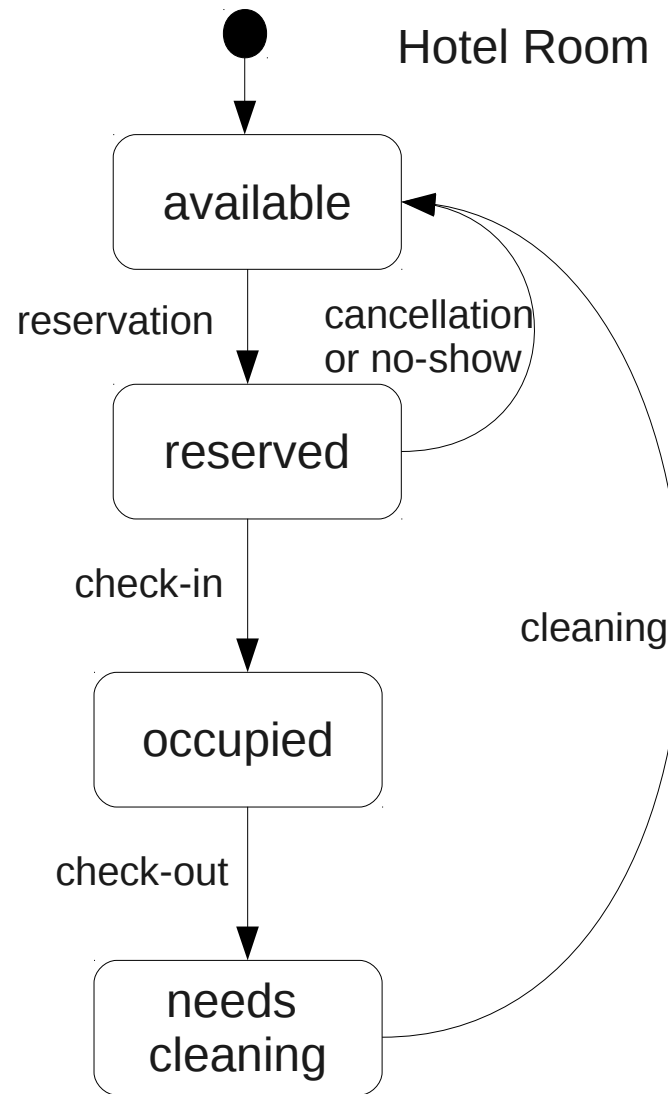 Hotel Room
available
reservation
cancellation
or no-show
reserved
check-in
cleaning
occupied
check-out
needs
cleaning